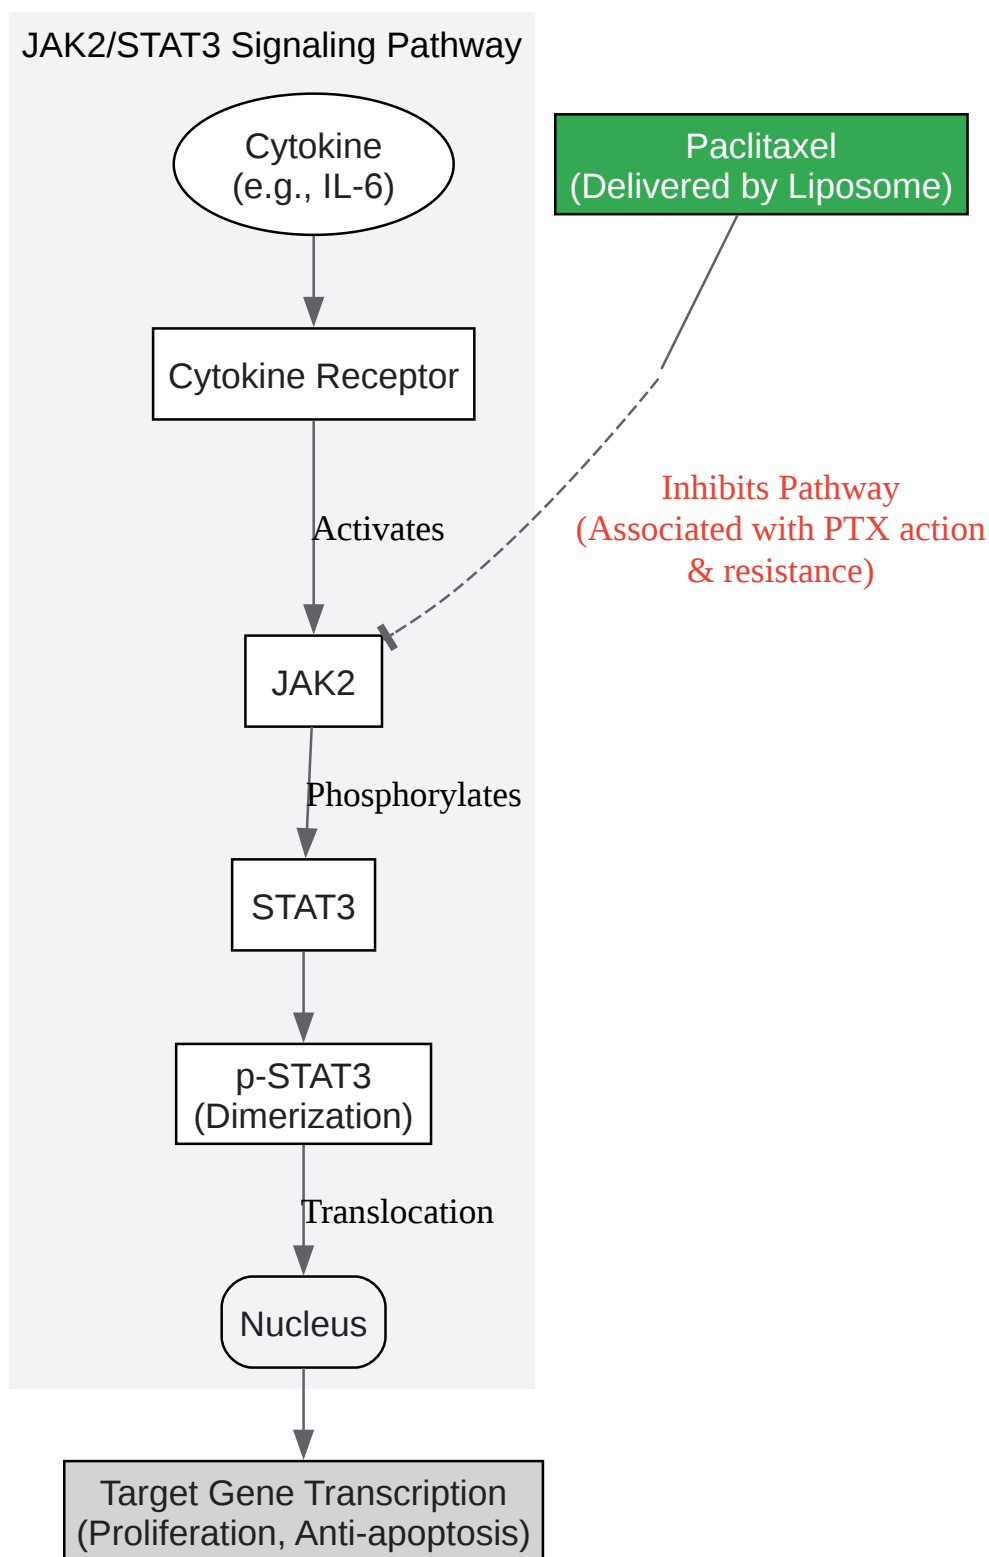 JAK2/STAT3 Signaling Pathway
Cytokine
(e.g., IL-6)
Paclitaxel
(Delivered by Liposome)
Cytokine Receptor
Inhibits Pathway
(Associated with PTX action
& resistance)
Activates
JAK2
Phosphorylates
STAT3
p-STAT3
(Dimerization)
Translocation
Nucleus
Target Gene Transcription
(Proliferation, Anti-apoptosis)